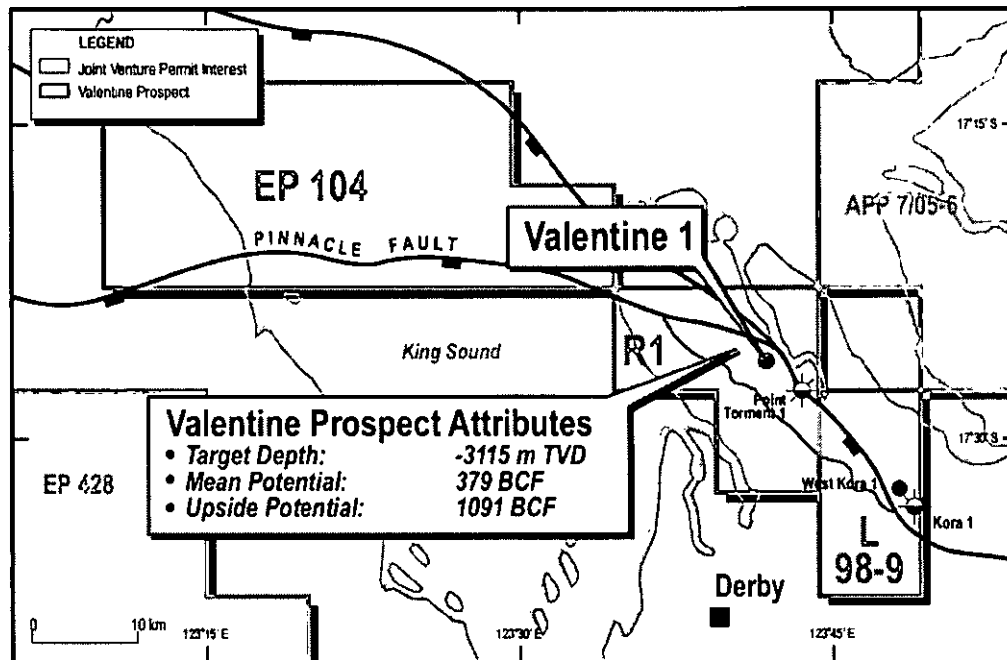 LEGEND
Joint Venture Permit Interest
Valentine Prospect
17°15' S
EP 104
APP 7/05-6
PINNACLE FAULT
Valentine 1
King Sound
R1
Point
Torment 1
Valentine Prospect Attributes
• Target Depth: -3115 m TVD
• Mean Potential: 379 BCF
• Upside Potential: 1091 BCF
17°30' S
EP 428
West Kora 1
Kora 1
L
98-9
Derby
0 10 km
123°15' E
123°30' E
123°45' E